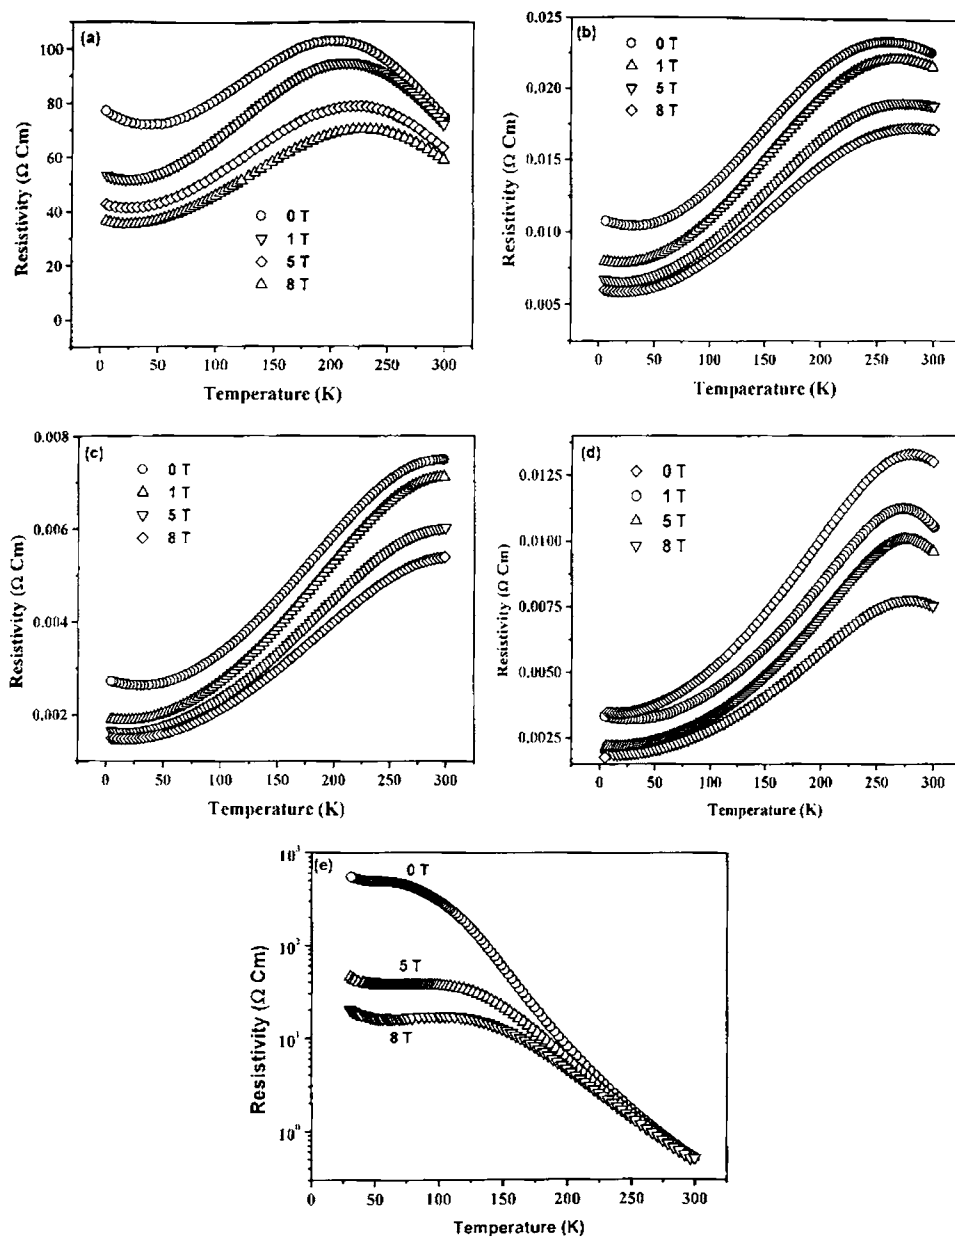 (a)
100
80
60
40
20
0
0 T
1 T
5 T
8 T
0 50 100 150 200 250 300
Temperature (K)
Resistivity (Ω Cm)
(b)
0.025
0.020
0.015
0.010
0.005
0 T
1 T
5 T
8 T
0 50 100 150 200 250 300
Tempaerature (K)
Resistivity (Ω Cm)
(c)
0.008
0.006
0.004
0.002
0 T
1 T
5 T
8 T
0 50 100 150 200 250 300
Temperature (K)
Resistivity (Ω Cm)
(d)
0.0125
0.0100
0.0075
0.0050
0.0025
0 T
1 T
5 T
8 T
0 50 100 150 200 250 300
Temperature (K)
Resistivity (Ω Cm)
(e)
10³
10²
10¹
10⁰
0 T
5 T
8 T
0 50 100 150 200 250 300
Temperature (K)
Resistivity (Ω Cm)